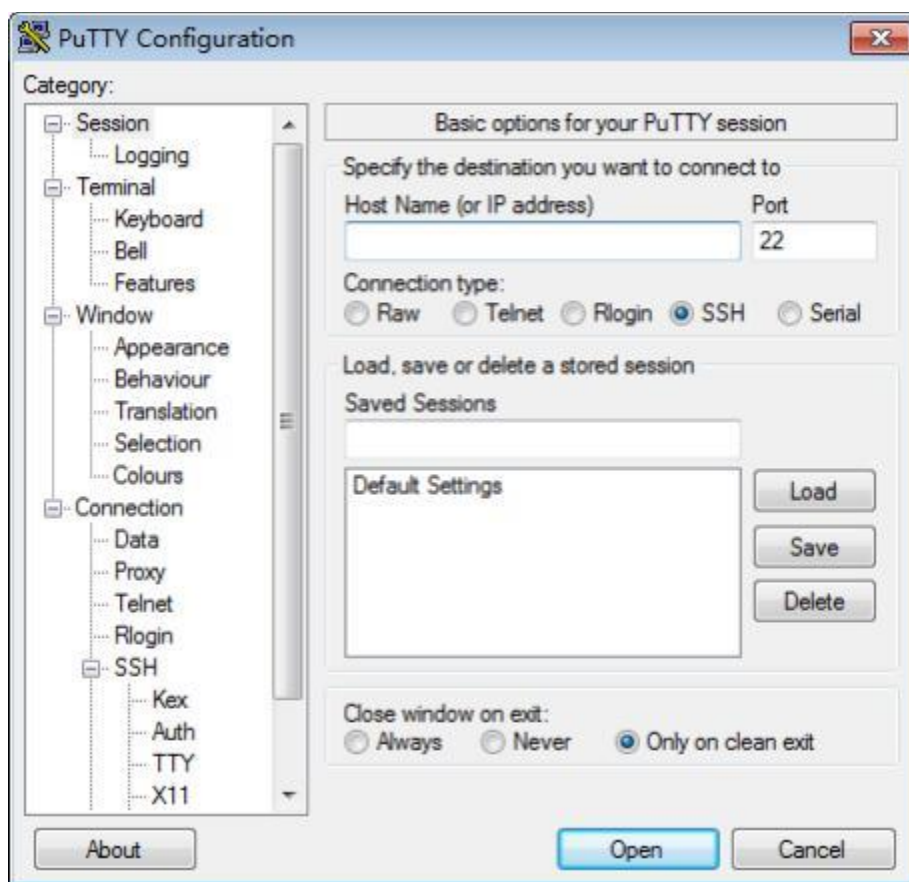 PuTTY Configuration
Category:
Session
Logging
Terminal
Keyboard
Bell
Features
Window
Appearance
Behaviour
Translation
Selection
Colours
Connection
Data
Proxy
Telnet
Rlogin
SSH
Kex
Auth
TTY
X11
Basic options for your PuTTY session
Specify the destination you want to connect to
Host Name (or IP address) Port
22
Connection type:
Raw Telnet Rlogin SSH Serial
Load, save or delete a stored session
Saved Sessions
Default Settings
Load
Save
Delete
Close window on exit:
Always Never Only on clean exit
About Open Cancel